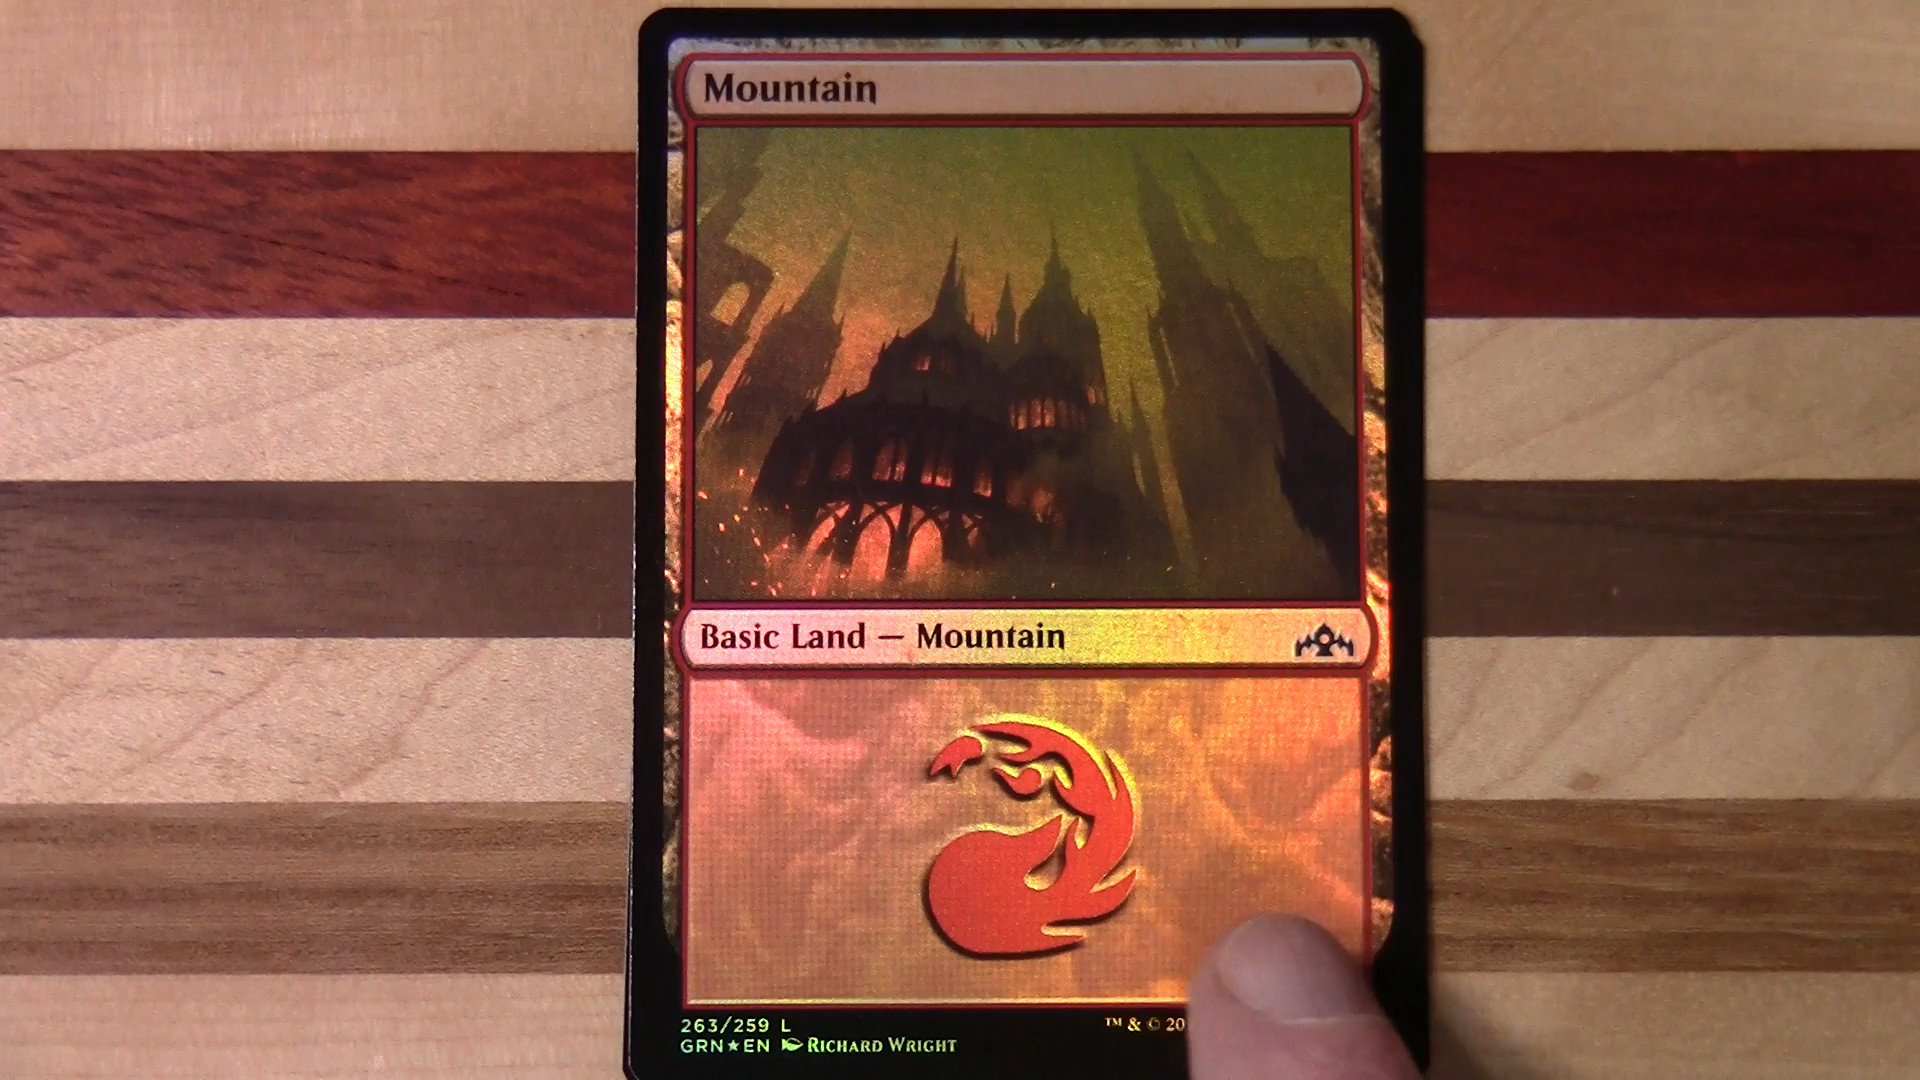 Mountain
Basic Land — Mountain
263/259 L
™ & © 20
GRN★EN Richard Wright